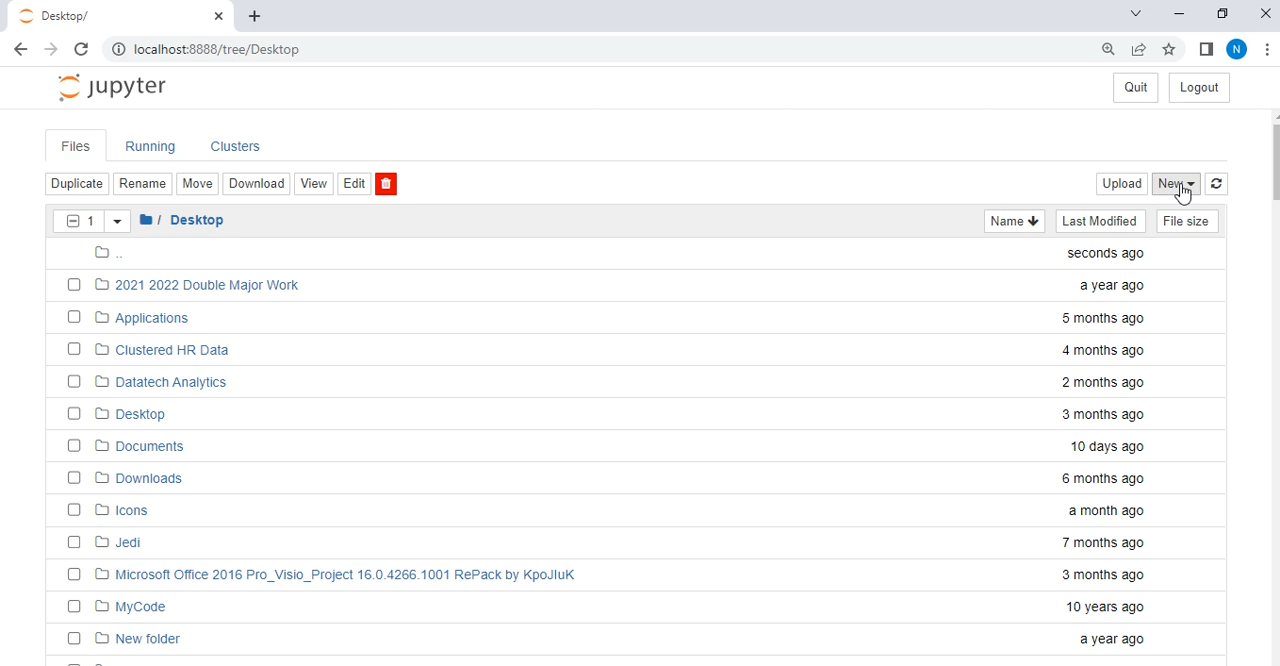 Desktop/
localhost:8888/tree/Desktop
N
jupyter
Quit
Logout
Files
Running
Clusters
Duplicate
Rename
Move
Download
View
Edit
Upload
New
1
/ Desktop
Name
Last Modified
File size
..
seconds ago
2021 2022 Double Major Work
a year ago
Applications
5 months ago
Clustered HR Data
4 months ago
Datatech Analytics
2 months ago
Desktop
3 months ago
Documents
10 days ago
Downloads
6 months ago
Icons
a month ago
Jedi
7 months ago
Microsoft Office 2016 Pro_Visio_Project 16.0.4266.1001 RePack by KpoJIuK
3 months ago
MyCode
10 years ago
New folder
a year ago